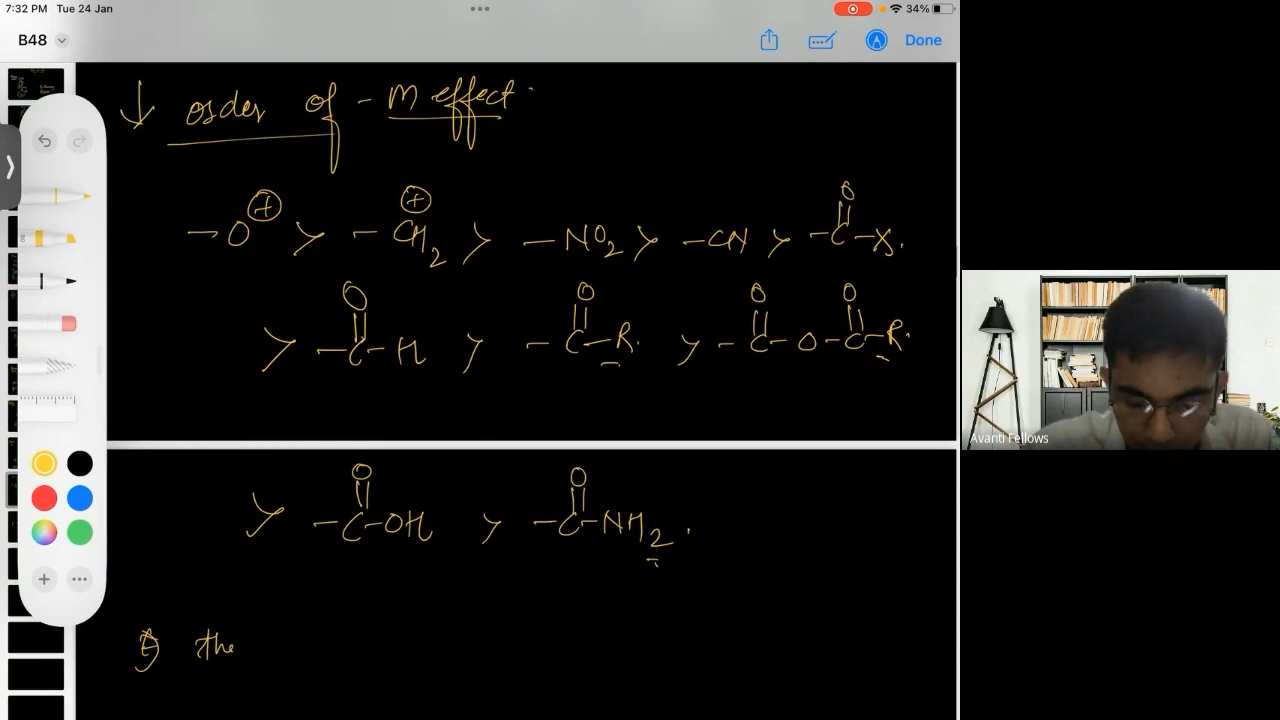 7:32 PM Tue 24 Jan
34%
B48
Done
↓ order of -M effect.
-O⊕ > -CH₂⊕ > -NO₂ > -CN > -C(=O)-X.
> -C(=O)-H > -C(=O)-R. > -C(=O)-O-C(=O)-R.
> -C(=O)-OH > -C(=O)-NH₂.
the
Avanti Fellows